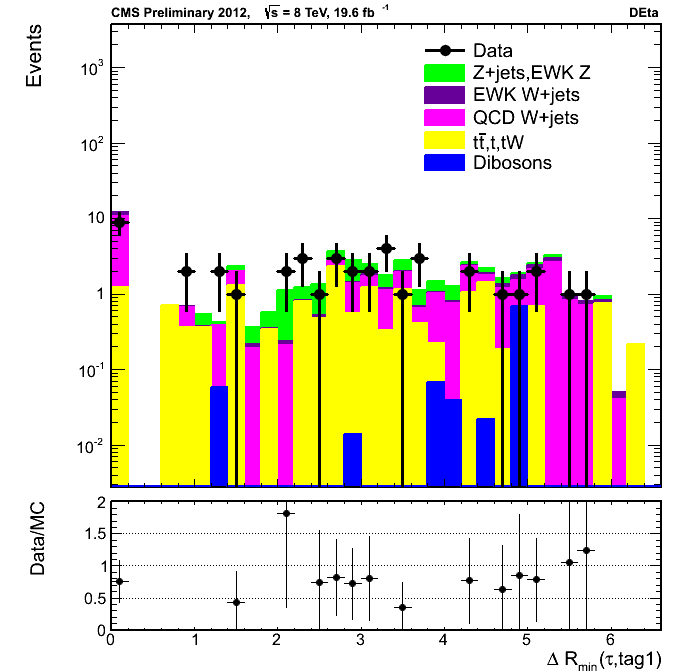 CMS Preliminary 2012, √s = 8 TeV, 19.6 fb⁻¹ DEta
Events
Data
Z+jets,EWK Z
EWK W+jets
QCD W+jets
tt̅,t,tW
Dibosons
10³
10²
10
1
10⁻¹
10⁻²
Data/MC
2
1.5
1
0.5
0
0 1 2 3 4 5 6
Δ R_min(τ,tag1)